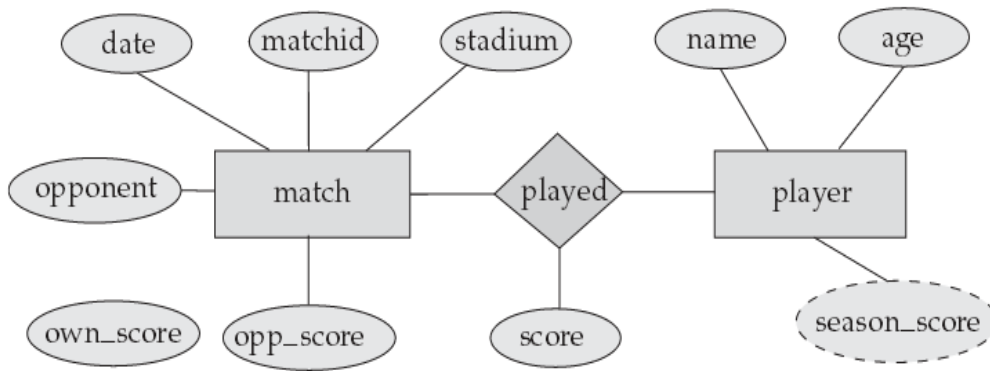 date
matchid
stadium
name
age
opponent
match
played
player
own_score
opp_score
score
season_score